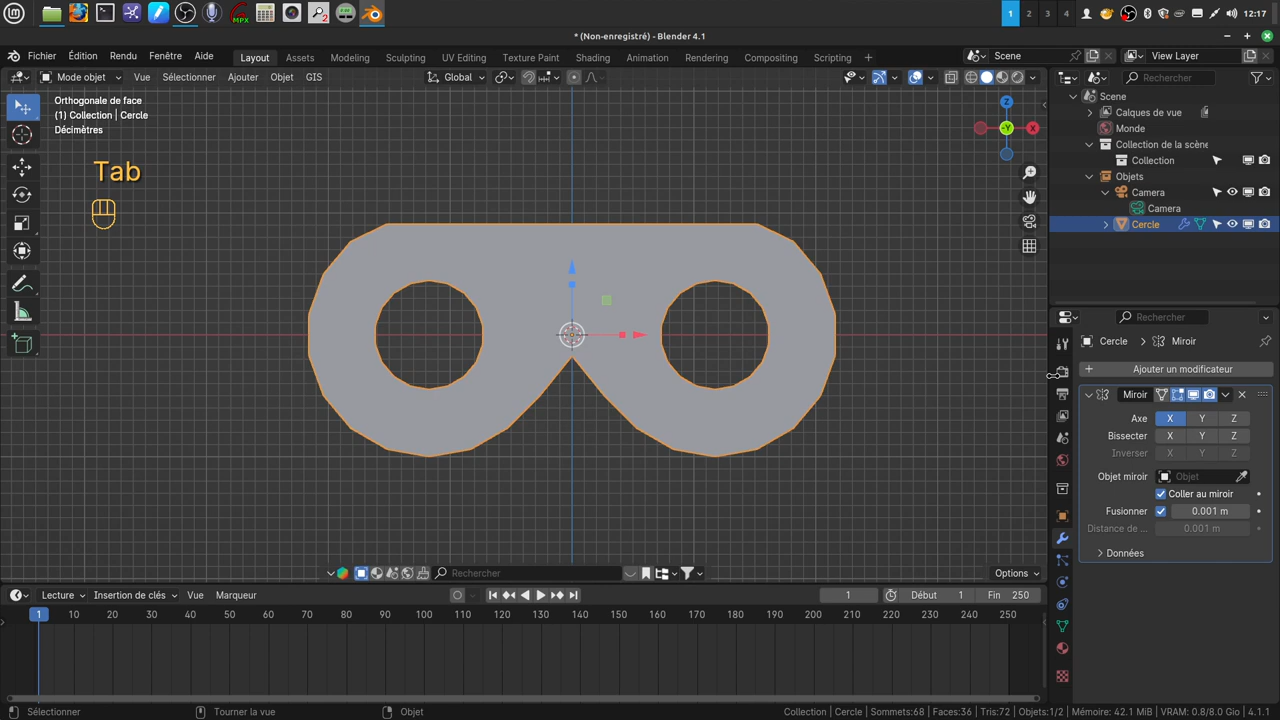 1 2 3 4 12:17
* (Non-enregistré) - Blender 4.1
Fichier Édition Rendu Fenêtre Aide Layout Assets Modeling Sculpting UV Editing Texture Paint Shading Animation Rendering Compositing Scripting Scene View Layer
Mode objet Vue Sélectionner Ajouter Objet GIS Global Rechercher
Orthogonale de face
(1) Collection | Cercle
Décimètres
Tab
Z
X
-Y
Scene
Calques de vue
Monde
Collection de la scène
Collection
Objets
Camera
Camera
Cercle
Rechercher
Cercle Miroir
Ajouter un modificateur
Miroir
Axe X Y Z
Bissecter X Y Z
Inverser X Y Z
Objet miroir Objet
Coller au miroir
Fusionner 0.001 m
Distance de ... 0.001 m
Données
Rechercher Options
Lecture Insertion de clés Vue Marqueur 1 Début 1 Fin 250
1 10 20 30 40 50 60 70 80 90 100 110 120 130 140 150 160 170 180 190 200 210 220 230 240 250
Sélectionner Tourner la vue Objet Collection | Cercle | Sommets:68 | Faces:36 | Tris:72 | Objets:1/2 | Mémoire: 42.1 MiB | VRAM: 0.8/8.0 Gio | 4.1.1